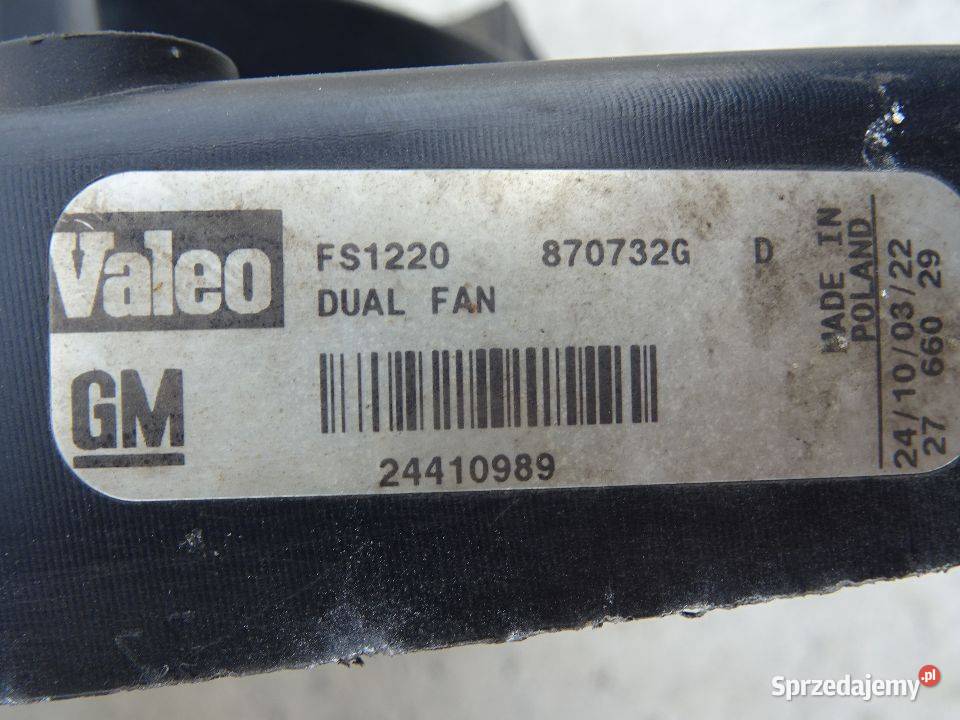 Valeo
FS1220 870732G D
DUAL FAN
GM
24410989
MADE IN
POLAND
24/10/03/22
27 660 29
Sprzedajemy.pl